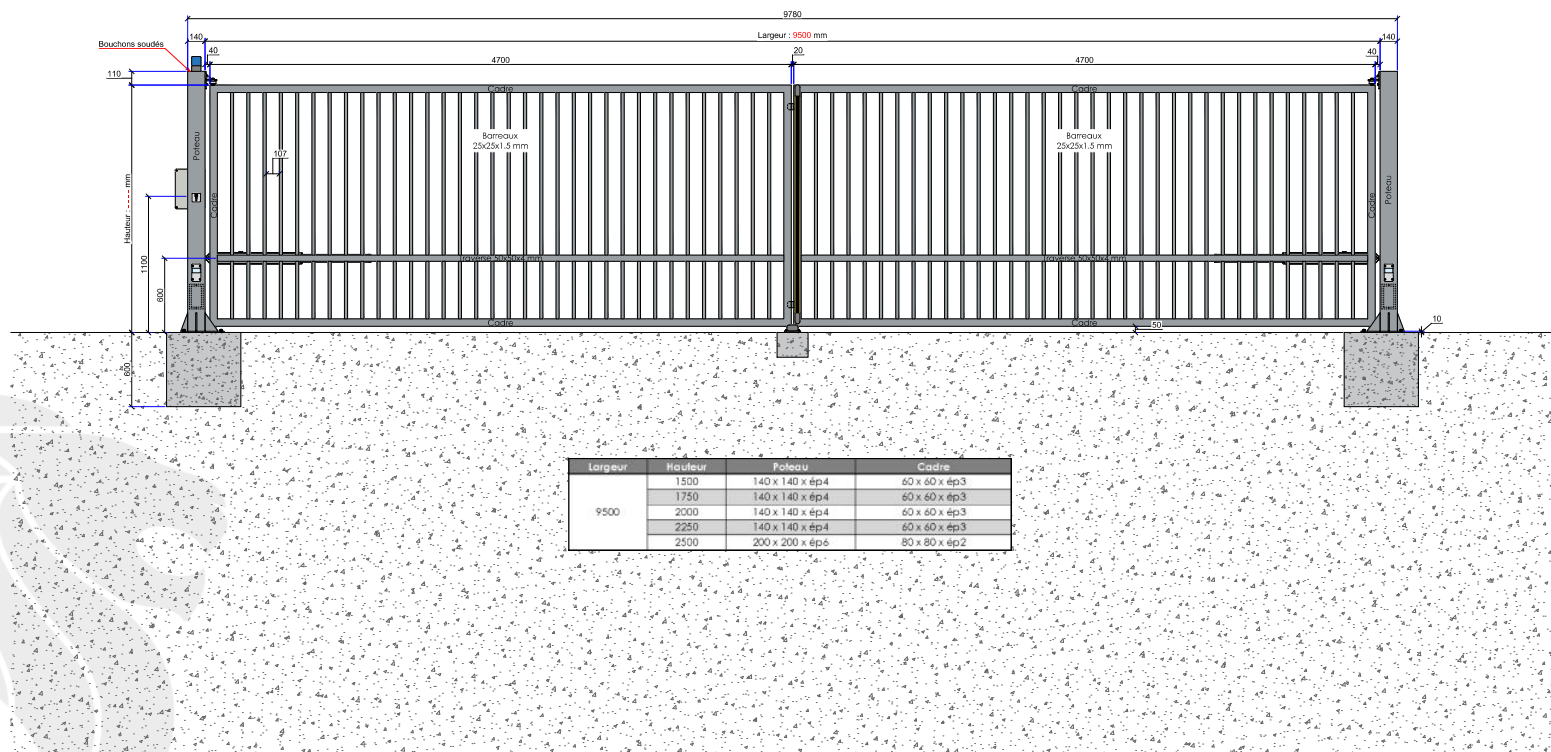 9780
140
Largeur : 9500 mm
140
Bouchons soudés
40
20
40
4700
4700
110
Cadre
Cadre
Poteau
Barreaux
25x25x1.5 mm
Barreaux
25x25x1.5 mm
107
Hauteur : ---- mm
Cadre
Cadre
Poteau
1100
600
raverse 50x50x4 mm
raverse 50x50x4 mm
Cadre
Cadre
50
10
600
Largeur Hauteur Poteau Cadre
1500 140 x 140 x ép4 60 x 60 x ép3
1750 140 x 140 x ép4 60 x 60 x ép3
9500 2000 140 x 140 x ép4 60 x 60 x ép3
2250 140 x 140 x ép4 60 x 60 x ép3
2500 200 x 200 x ép6 80 x 80 x ép2